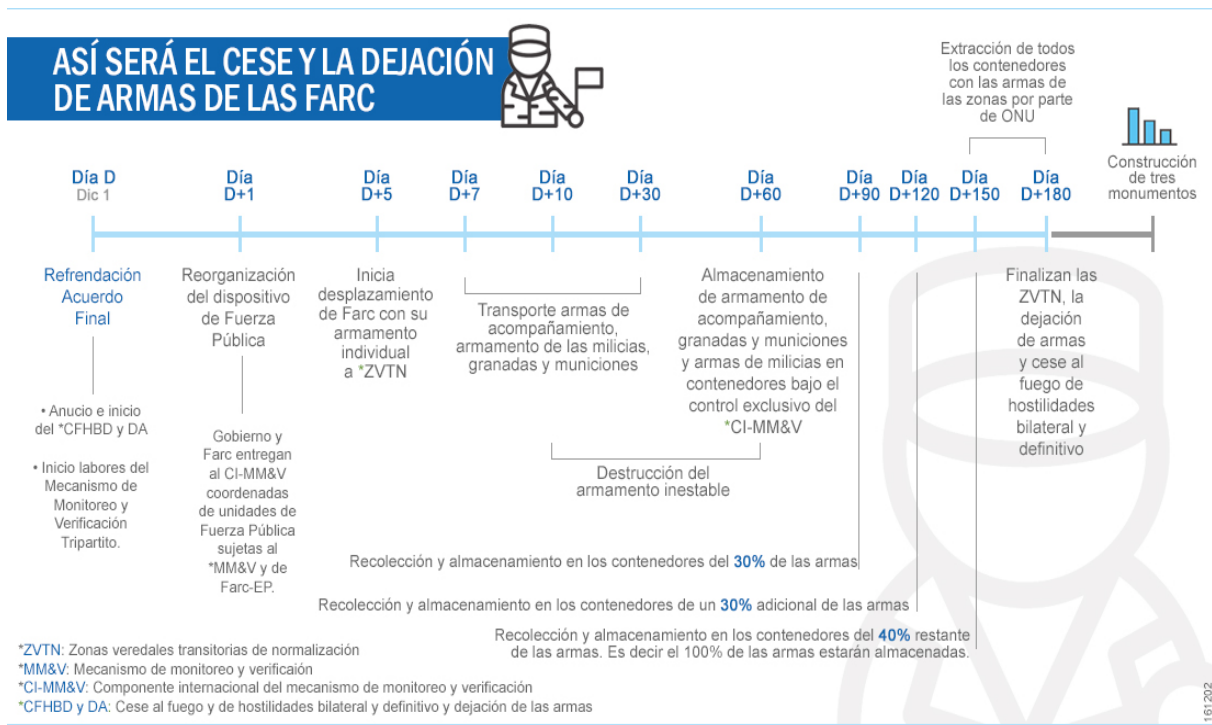 ASÍ SERÁ EL CESE Y LA DEJACIÓN
DE ARMAS DE LAS FARC
Extracción de todos
los contenedores
con las armas de
las zonas por parte
de ONU
Construcción
de tres
monumentos
Día D
Dic 1
Día
D+1
Día
D+5
Día
D+7
Día
D+10
Día
D+30
Día
D+60
Día
D+90
Día
D+120
Día
D+150
Día
D+180
Refrendación
Acuerdo
Final
• Anucio e inicio
del *CFHBD y DA
• Inicio labores del
Mecanismo de
Monitoreo y
Verificación
Tripartito.
Reorganización
del dispositivo
de Fuerza
Pública
Gobierno y
Farc entregan
al CI-MM&V
coordenadas
de unidades de
Fuerza Pública
sujetas al
*MM&V y de
Farc-EP.
Inicia
desplazamiento
de Farc con su
armamento
individual
a *ZVTN
Transporte armas de
acompañamiento,
armamento de las milicias,
granadas y municiones
Almacenamiento
de armamento de
acompañamiento,
granadas y municiones
y armas de milicias en
contenedores bajo el
control exclusivo del
*CI-MM&V
Destrucción del
armamento inestable
Finalizan las
ZVTN, la
dejación
de armas
y cese al
fuego de
hostilidades
bilateral y
definitivo
Recolección y almacenamiento en los contenedores del 30% de las armas
Recolección y almacenamiento en los contenedores de un 30% adicional de las armas
Recolección y almacenamiento en los contenedores del 40% restante
de las armas. Es decir el 100% de las armas estarán almacenadas.
*ZVTN: Zonas veredales transitorias de normalización
*MM&V: Mecanismo de monitoreo y verificaión
*CI-MM&V: Componente internacional del mecanismo de monitoreo y verificación
*CFHBD y DA: Cese al fuego y de hostilidades bilateral y definitivo y dejación de las armas
161202